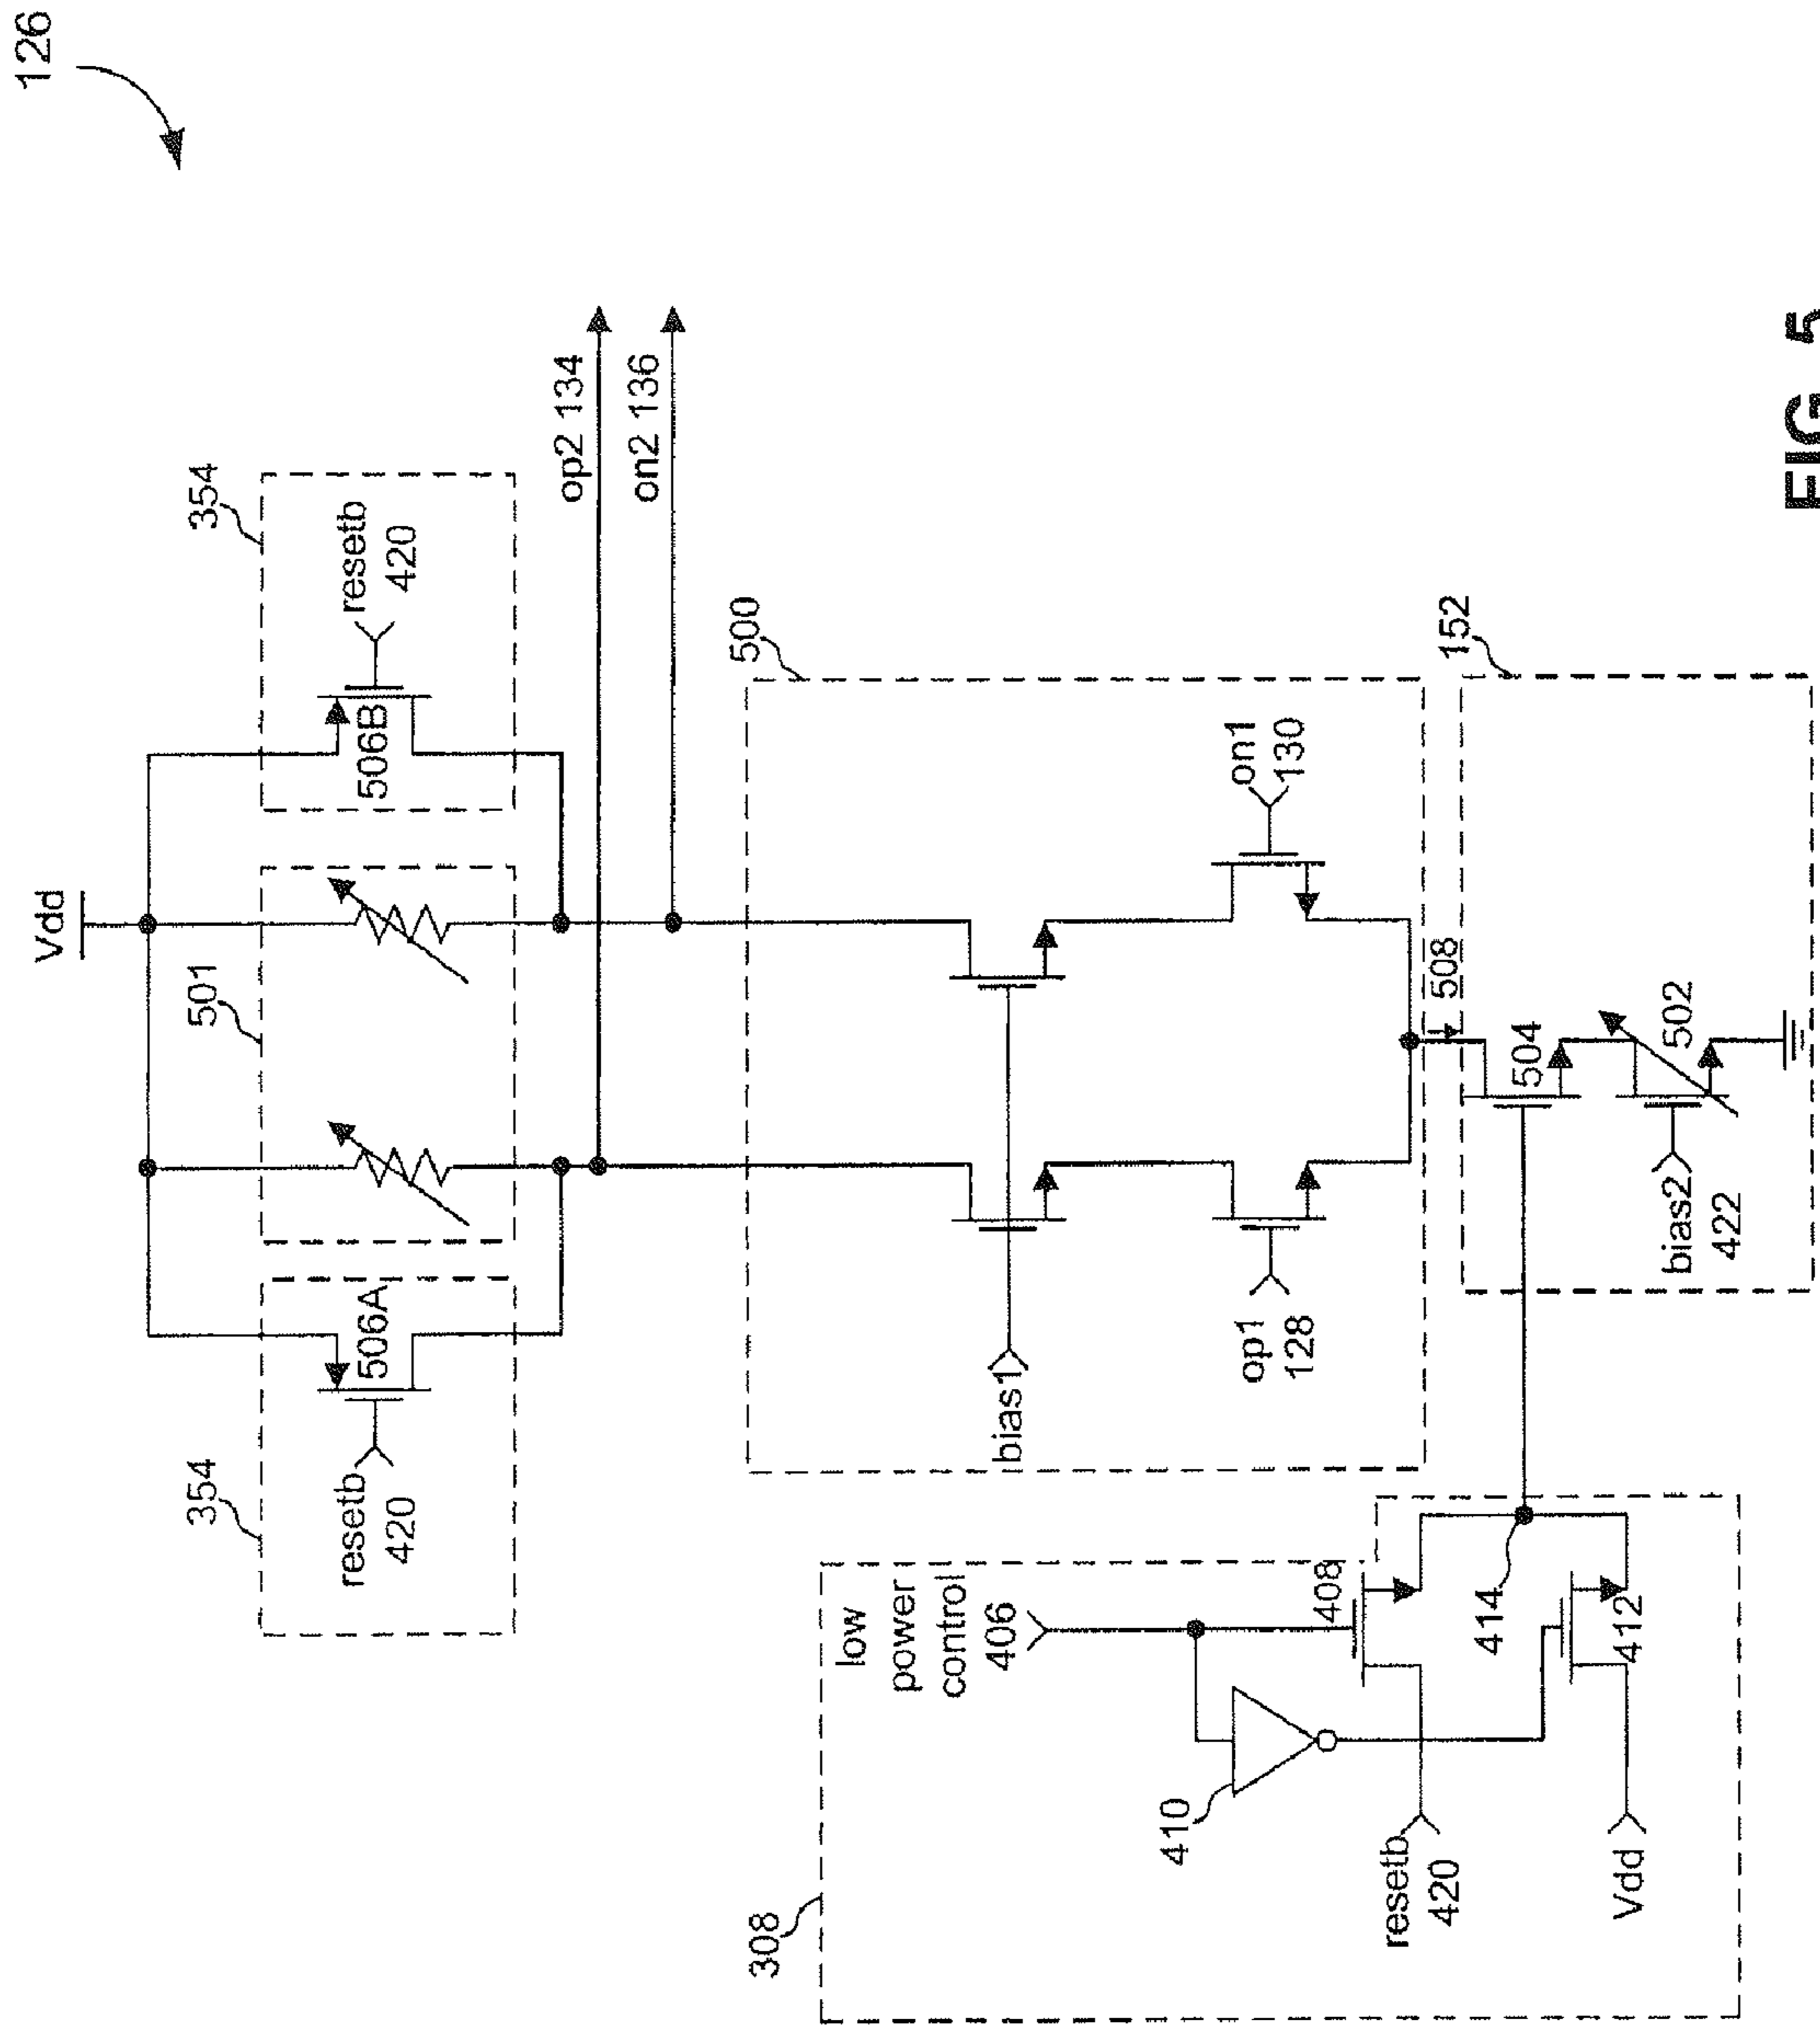 126
Vdd
354
501
354
resetb
420
506A
506B
resetb
420
op2 134
on2 136
500
bias1
op1
128
on1
130
508
152
504
502
bias2
422
308
low
power
control
406
408
410
414
412
resetb
420
Vdd
FIG. 5